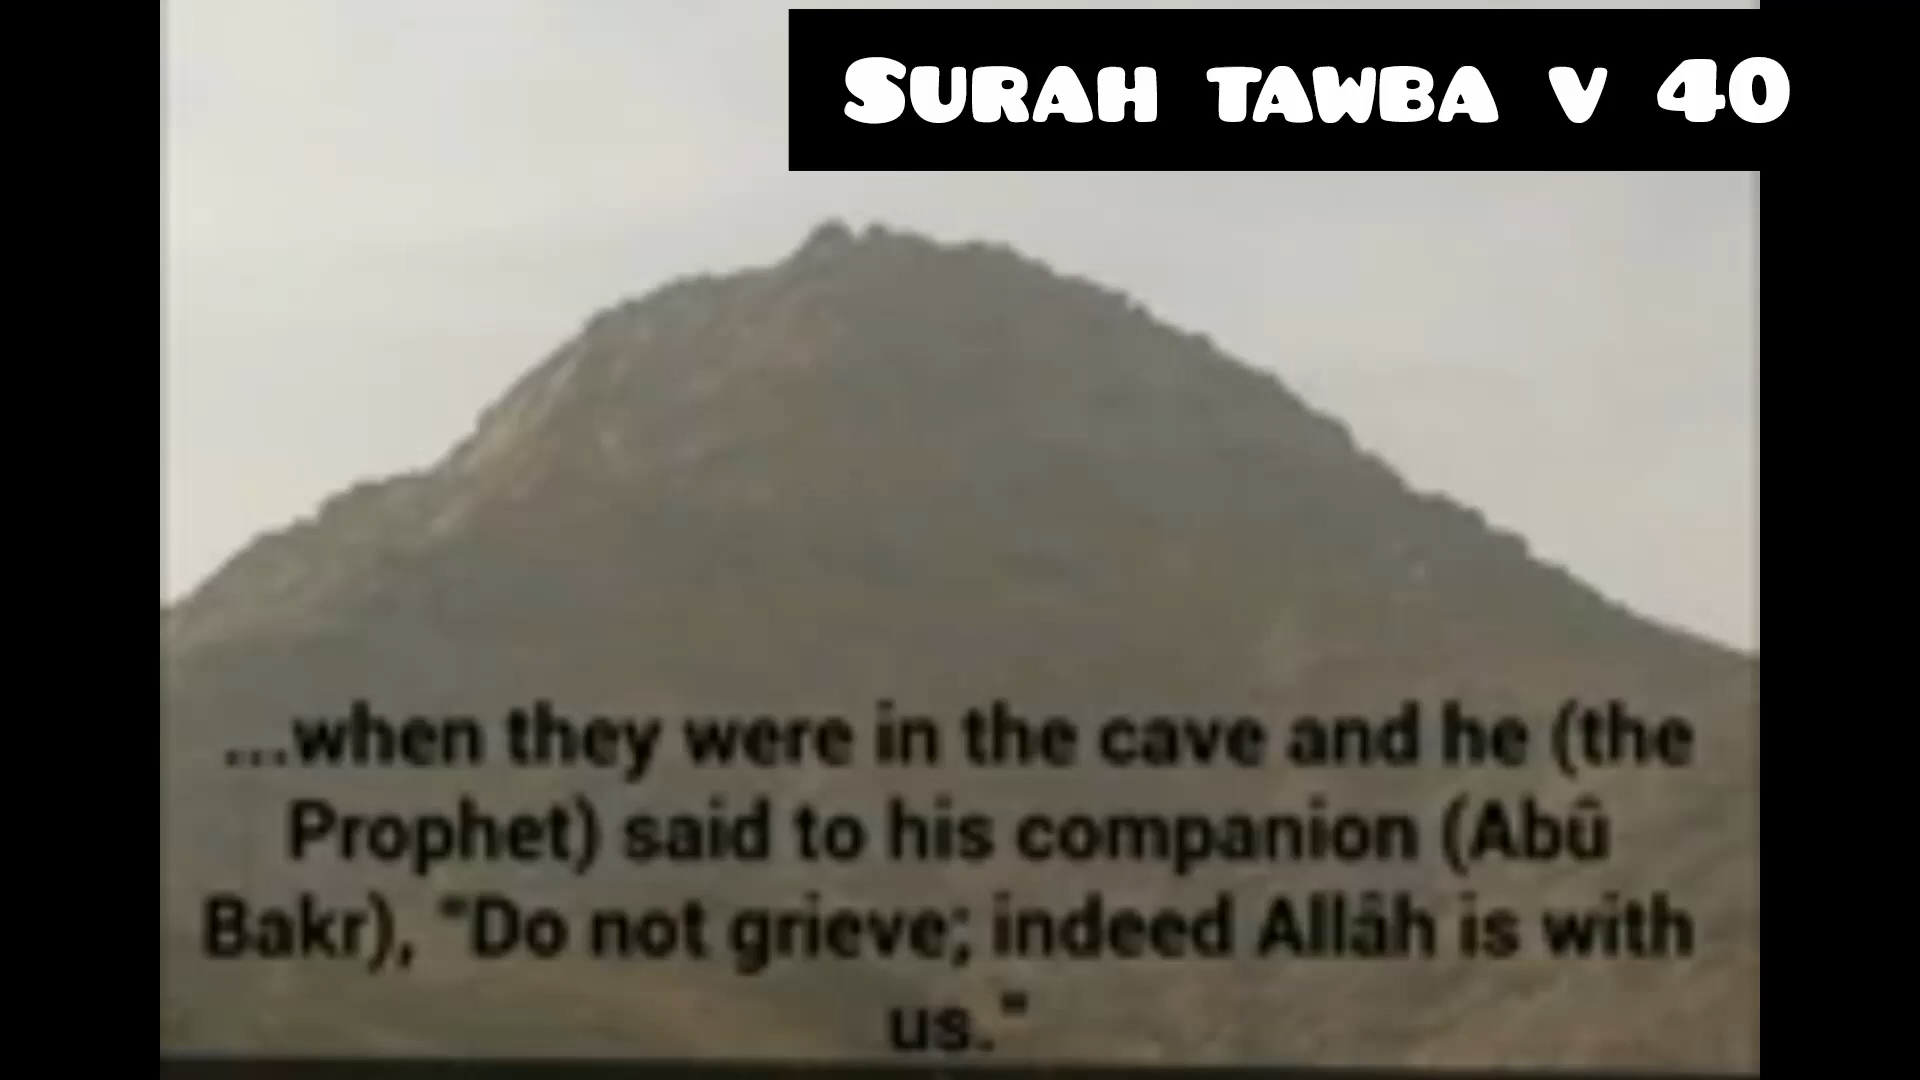 SURAH TAWBA V 40
...when they were in the cave and he (the
Prophet) said to his companion (Abû
Bakr), "Do not grieve; indeed Allâh is with
us."